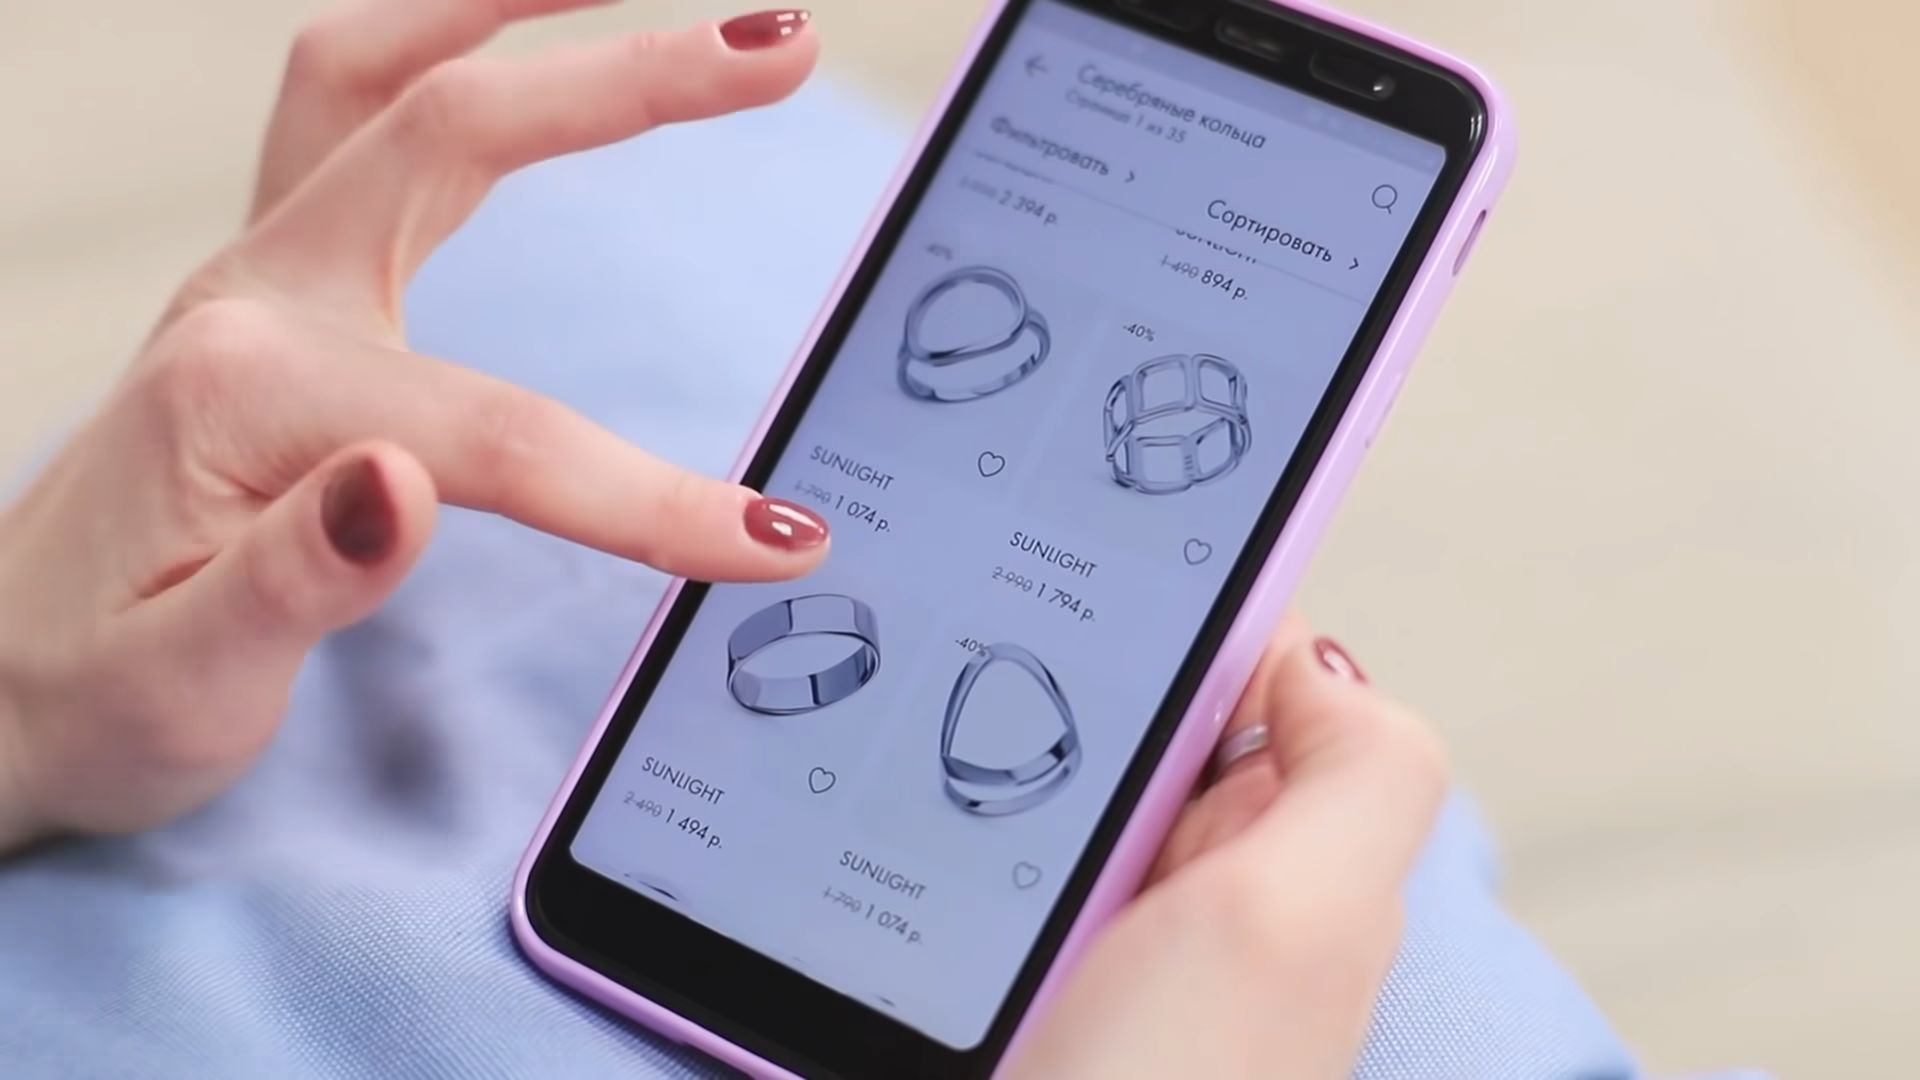 Серебряные кольца
Страница 1 из 35
Фильтровать >
Сортировать >
2 394 р.
SUNLIGHT
1 490 894 р.
-40%
-40%
SUNLIGHT
1 790 1 074 р.
SUNLIGHT
2 990 1 794 р.
-40%
SUNLIGHT
2 490 1 494 р.
SUNLIGHT
1 790 1 074 р.